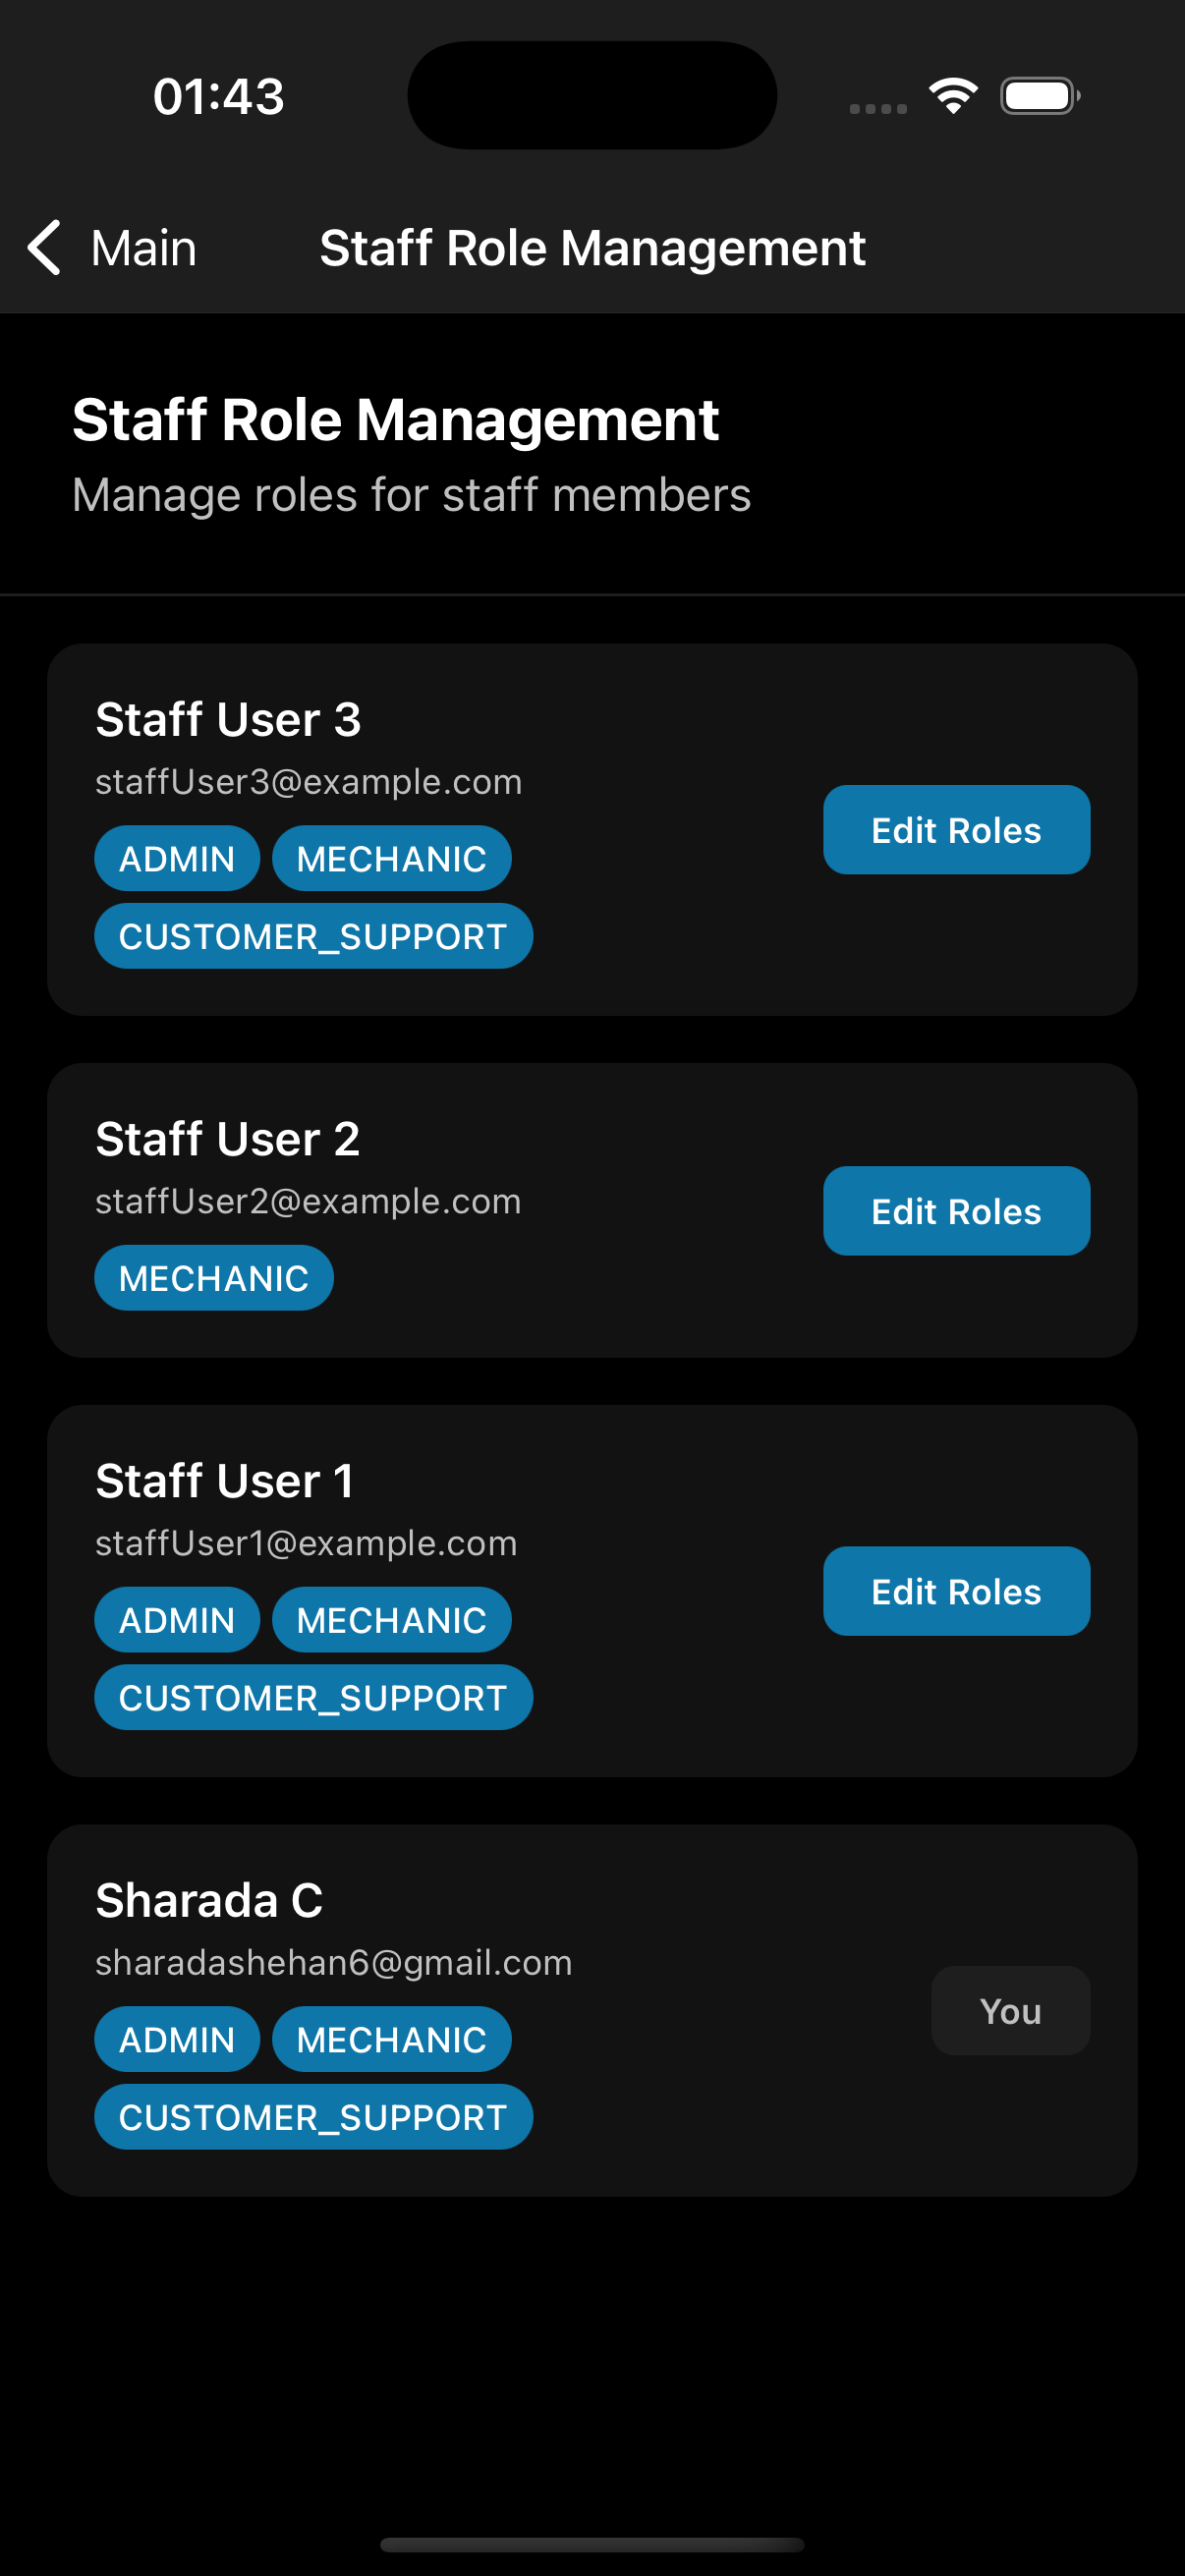 01:43
Main Staff Role Management
Staff Role Management
Manage roles for staff members
Staff User 3
staffUser3@example.com
ADMIN MECHANIC
CUSTOMER_SUPPORT
Edit Roles
Staff User 2
staffUser2@example.com
MECHANIC
Edit Roles
Staff User 1
staffUser1@example.com
ADMIN MECHANIC
CUSTOMER_SUPPORT
Edit Roles
Sharada C
sharadashehan6@gmail.com
ADMIN MECHANIC
CUSTOMER_SUPPORT
You